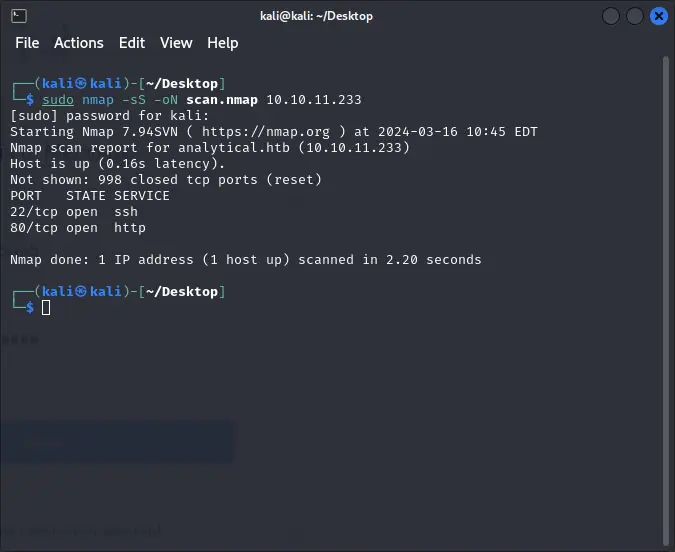 kali@kali: ~/Desktop
File Actions Edit View Help
┌──(kali㉿kali)-[~/Desktop]
└─$ sudo nmap -sS -oN scan.nmap 10.10.11.233
[sudo] password for kali:
Starting Nmap 7.94SVN ( https://nmap.org ) at 2024-03-16 10:45 EDT
Nmap scan report for analytical.htb (10.10.11.233)
Host is up (0.16s latency).
Not shown: 998 closed tcp ports (reset)
PORT   STATE SERVICE
22/tcp open  ssh
80/tcp open  http
Nmap done: 1 IP address (1 host up) scanned in 2.20 seconds
┌──(kali㉿kali)-[~/Desktop]
└─$